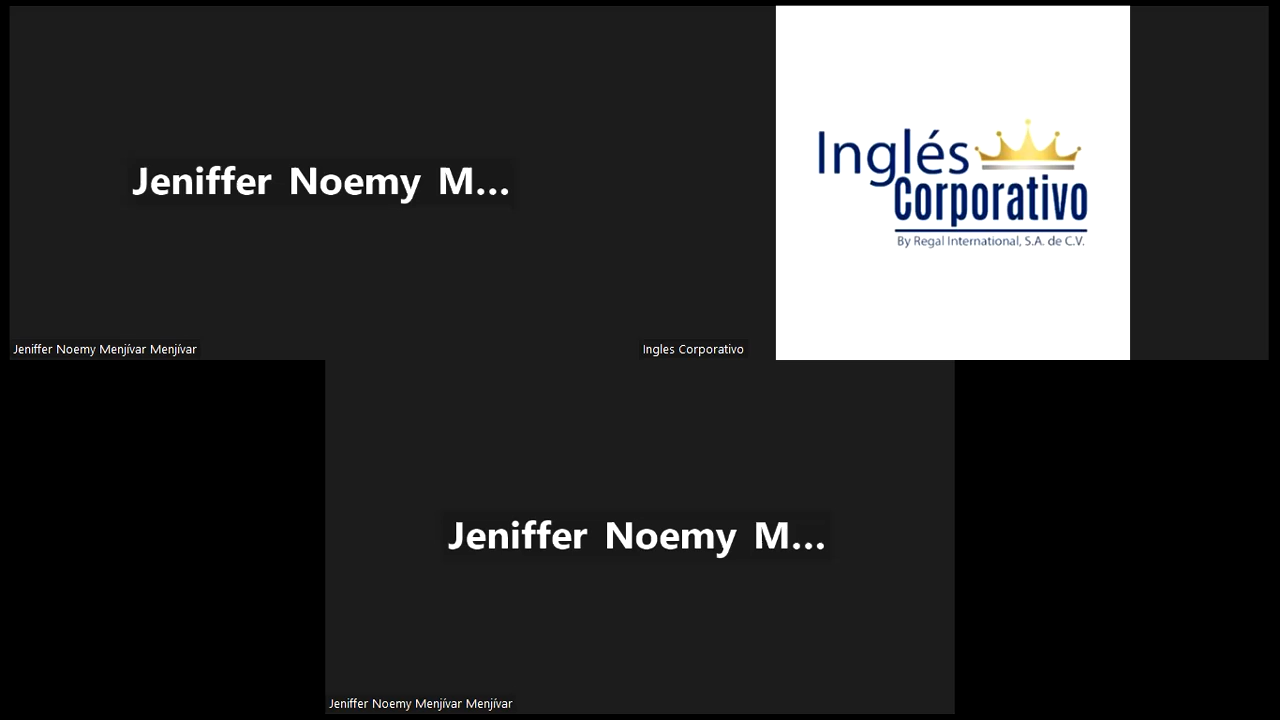 Jeniffer Noemy M...
Jeniffer Noemy Menjívar Menjívar
Inglés
Corporativo
By Regal International, S.A. de C.V.
Ingles Corporativo
Jeniffer Noemy M...
Jeniffer Noemy Menjívar Menjívar